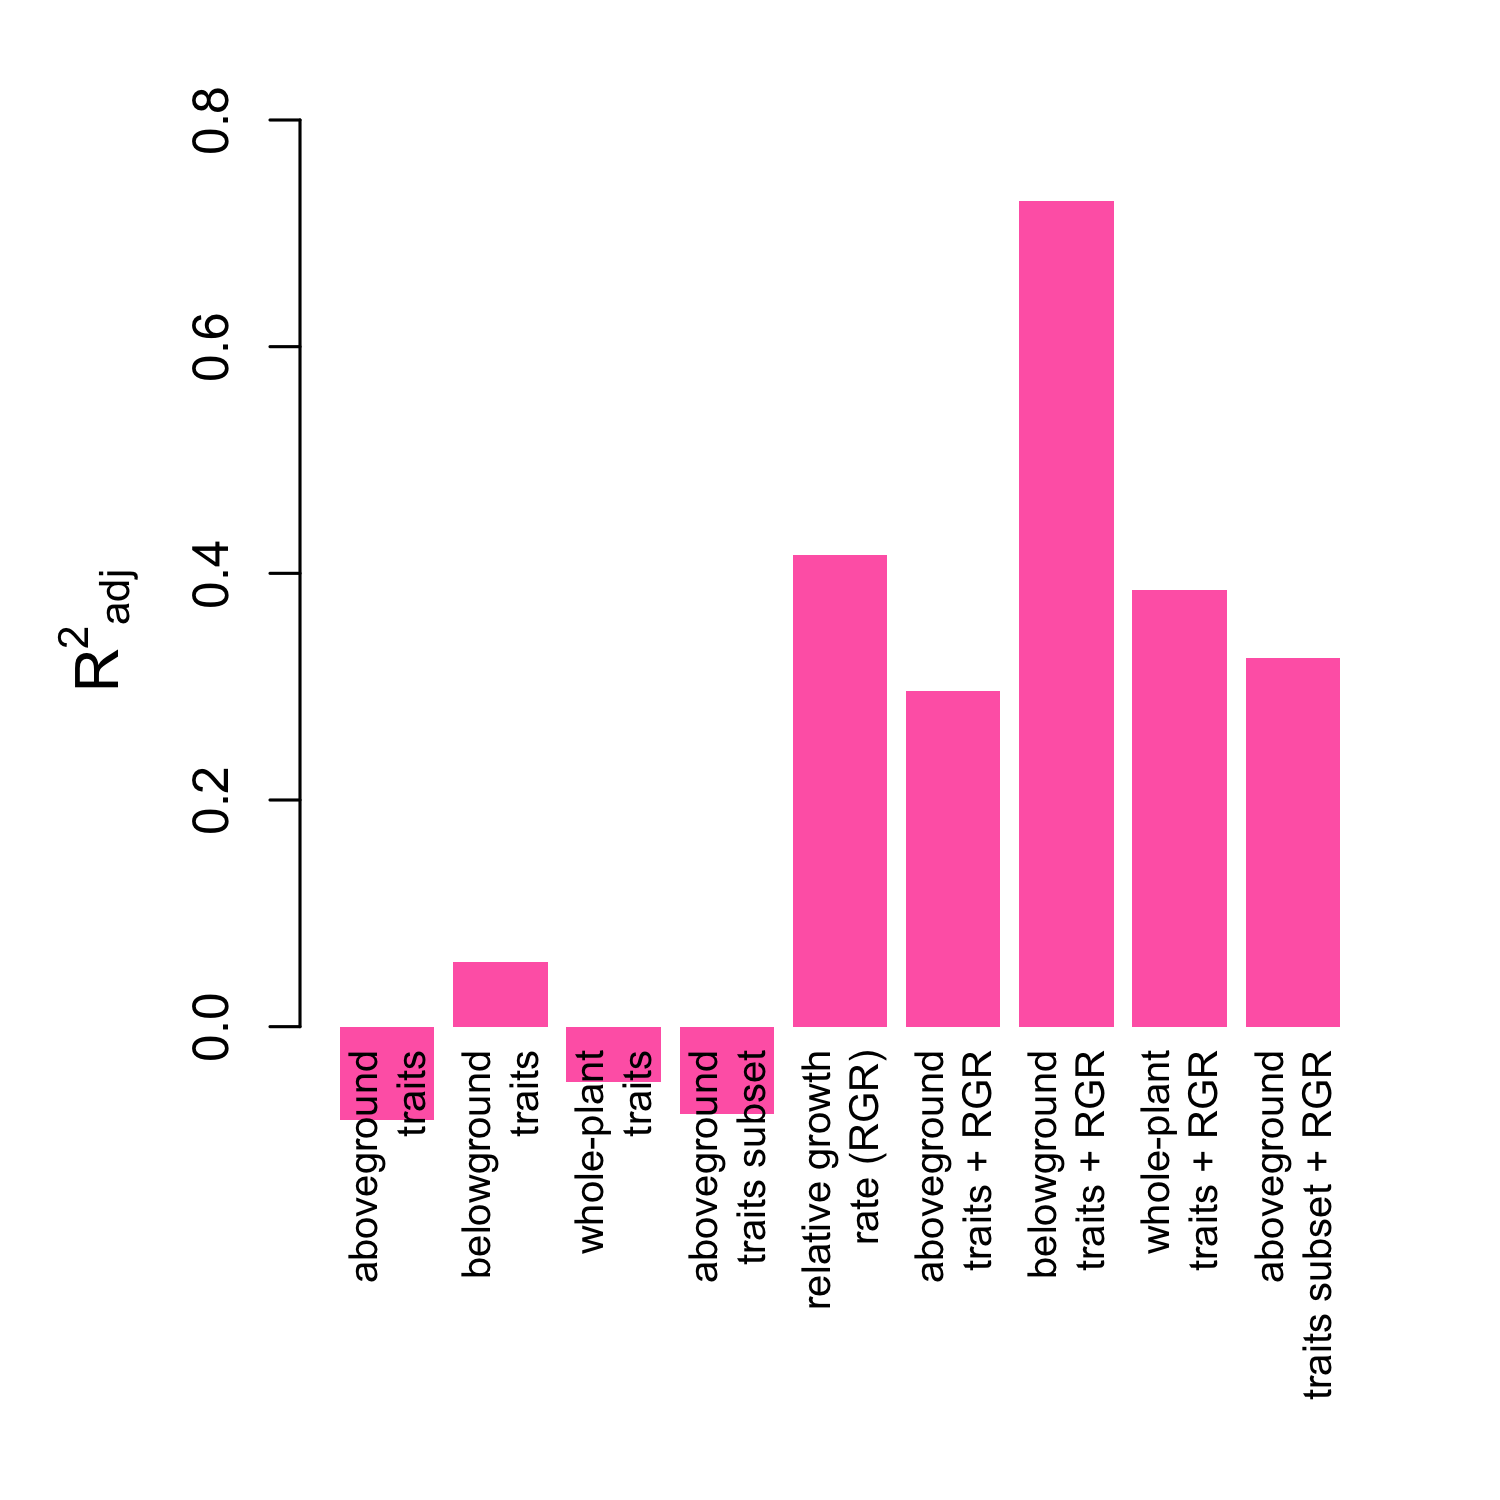 R2 adj
0.8
0.6
0.4
0.2
0.0
aboveground
traits
belowground
traits
whole-plant
traits
aboveground
traits subset
relative growth
rate (RGR)
aboveground
traits + RGR
belowground
traits + RGR
whole-plant
traits + RGR
aboveground
traits subset + RGR